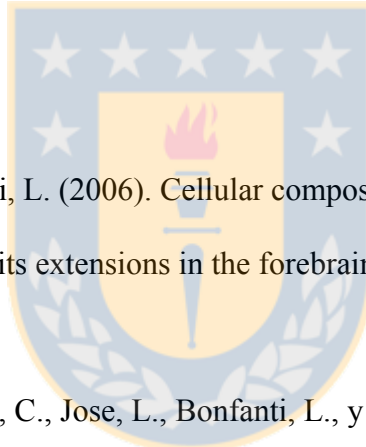 i, L. (2006). Cellular compos
its extensions in the forebrain
, C., Jose, L., Bonfanti, L., y